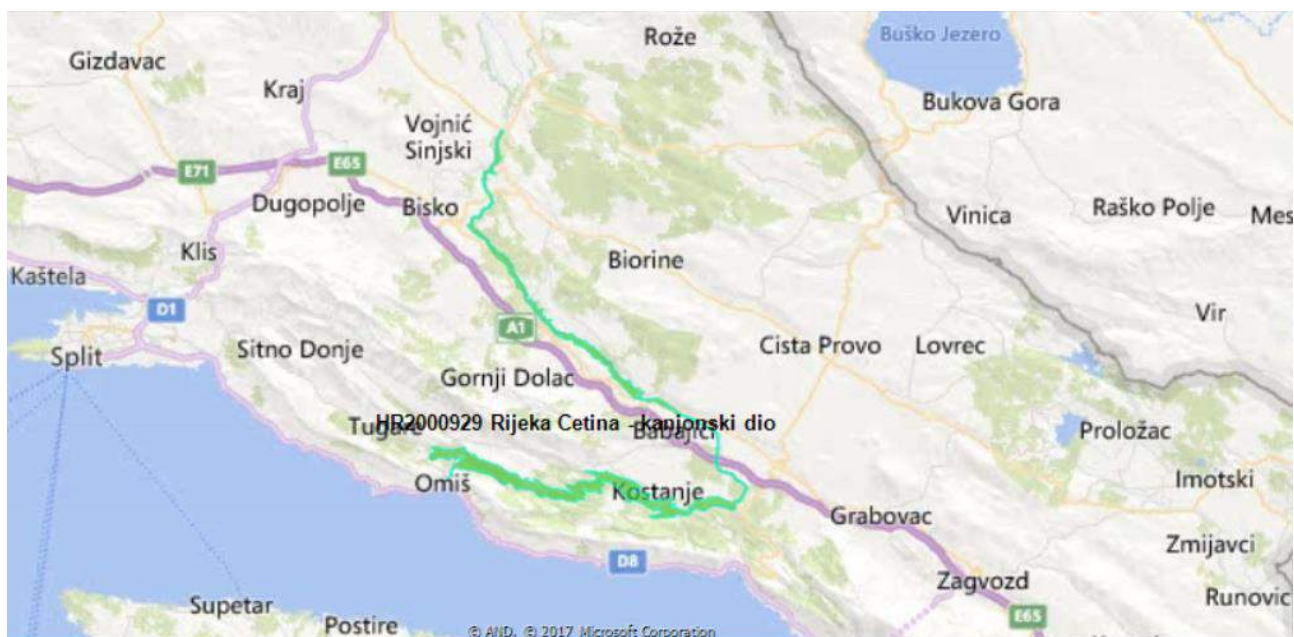 Rože
Buško Jezero
Gizdavac
Kraj
Bukova Gora
Vojnić
Sinjski
E71
E65
Dugopolje
Bisko
Vinica
Raško Polje
Mes
Klis
Kaštela
Biorine
D1
Vir
A1
Split
Sitno Donje
Cista Provo
Lovrec
Gornji Dolac
HR2000929 Rijeka Cetina - kanjonski dio
Tugare
Babajići
Proložac
Omiš
Kostanje
Imotski
Grabovac
Zmijavci
D8
Zagvozd
Runovic
Supetar
E65
Postire
© AND, © 2017 Microsoft Corporation